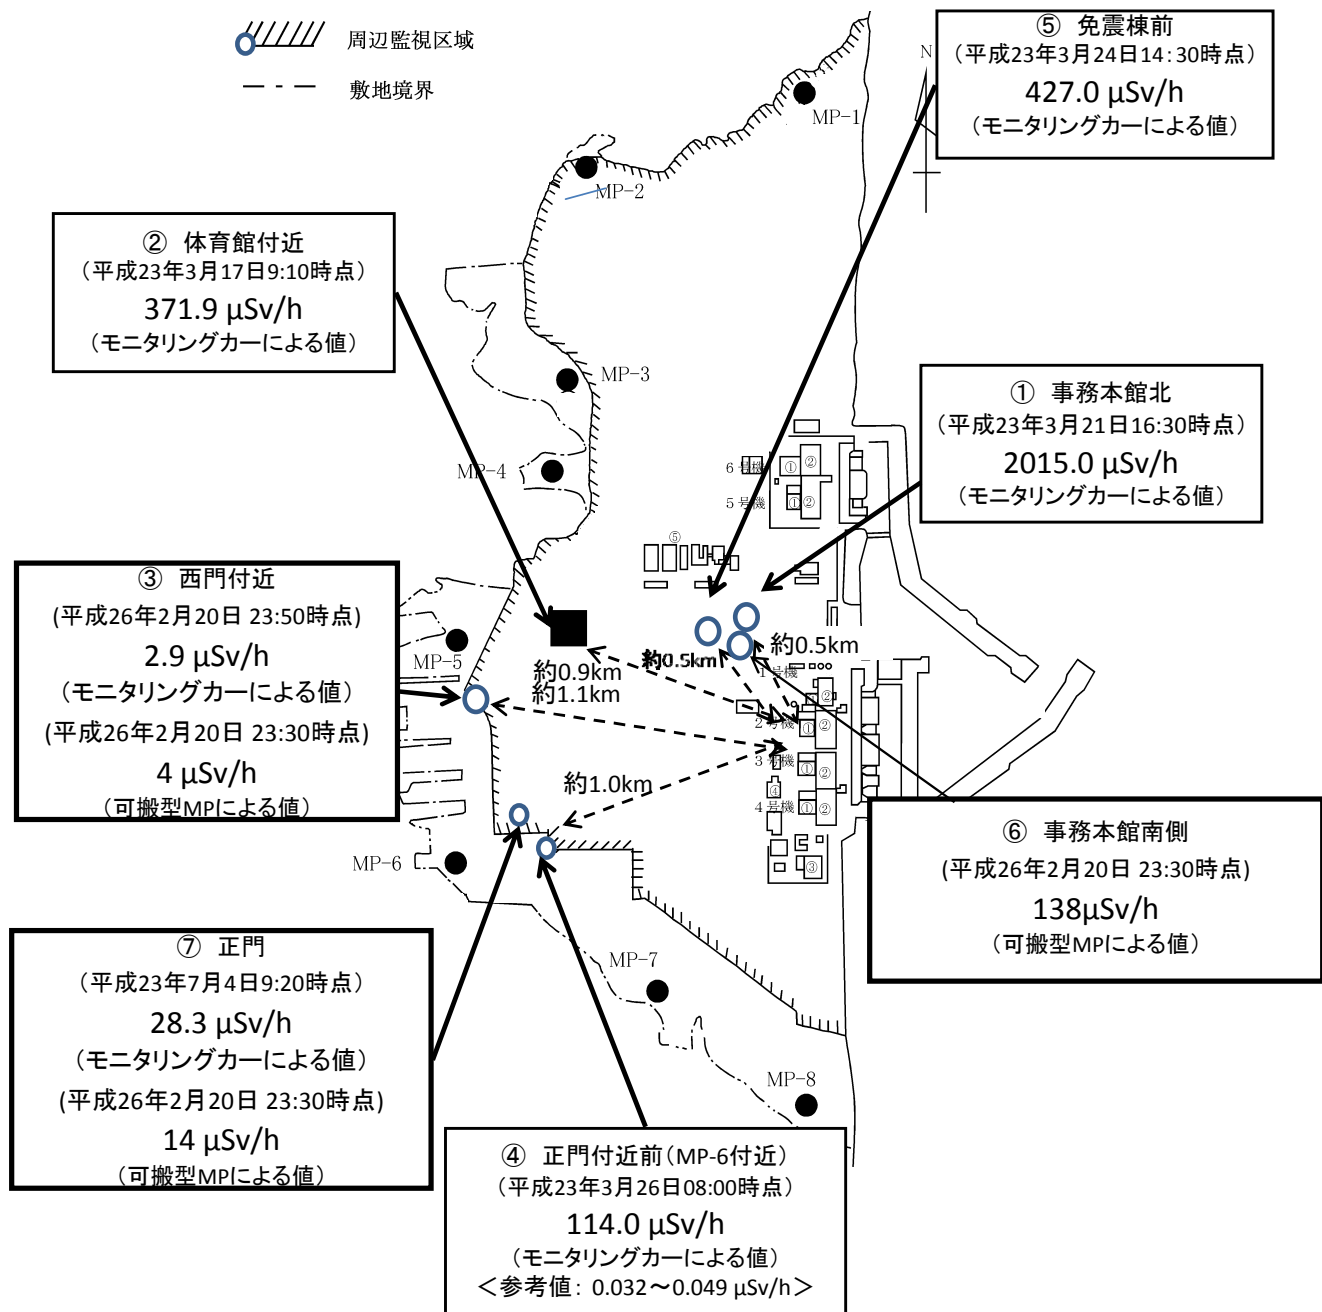 周辺監視区域
敷地境界
⑤ 免震棟前
（平成23年3月24日14:30時点）
427.0 μSv/h
（モニタリングカーによる値）
N
MP-1
MP-2
② 体育館付近
（平成23年3月17日9:10時点）
371.9 μSv/h
（モニタリングカーによる値）
MP-3
① 事務本館北
（平成23年3月21日16:30時点）
2015.0 μSv/h
（モニタリングカーによる値）
MP-4
6号機
①
②
5号機
①
②
⑤
③ 西門付近
(平成26年2月20日 23:50時点)
2.9 μSv/h
（モニタリングカーによる値）
(平成26年2月20日 23:30時点)
4 μSv/h
（可搬型MPによる値）
MP-5
約0.9km
約1.1km
約0.5km
約0.5km
1号機
②
2号機
①
②
3号機
①
②
約1.0km
④
4号機
①
②
③
MP-6
⑥ 事務本館南側
(平成26年2月20日 23:30時点)
138μSv/h
（可搬型MPによる値）
⑦ 正門
（平成23年7月4日9:20時点）
28.3 μSv/h
（モニタリングカーによる値）
(平成26年2月20日 23:30時点)
14 μSv/h
（可搬型MPによる値）
MP-7
MP-8
④ 正門付近前（MP-6付近）
（平成23年3月26日08:00時点）
114.0 μSv/h
（モニタリングカーによる値）
＜参考値：0.032～0.049 μSv/h＞